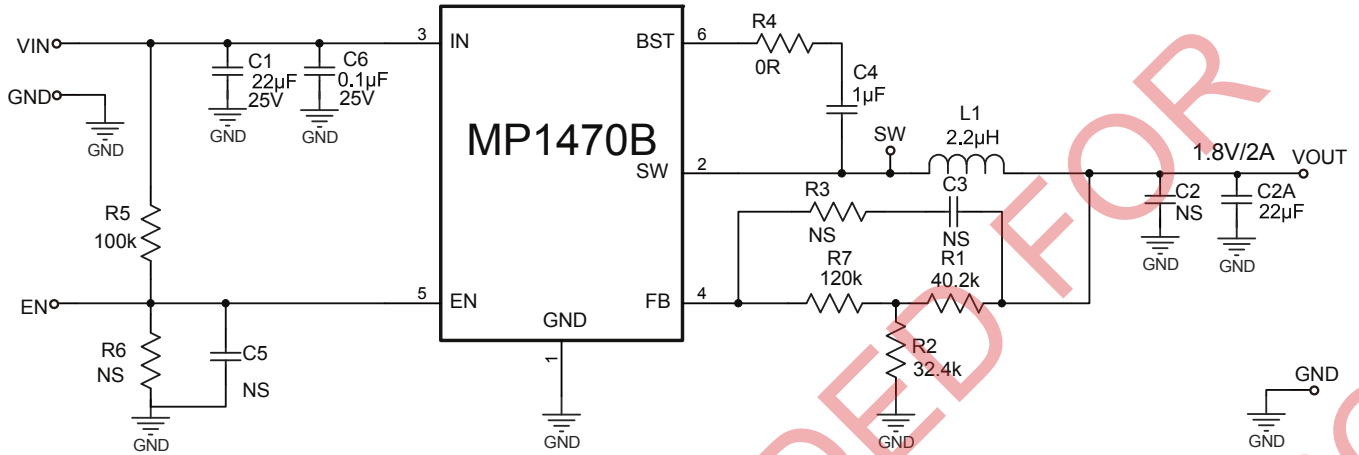 VIN
GND
GND
C1
22µF
25V
GND
C6
0.1µF
25V
GND
3
IN
MP1470B
BST
6
R4
0R
C4
1µF
SW
2
SW
L1
2.2µH
1.8V/2A
VOUT
C2
NS
GND
C2A
22µF
GND
R3
NS
C3
NS
R5
100k
R7
120k
R1
40.2k
EN
5
EN
FB
4
GND
1
GND
R6
NS
C5
NS
GND
R2
32.4k
GND
GND
GND
DED FOR